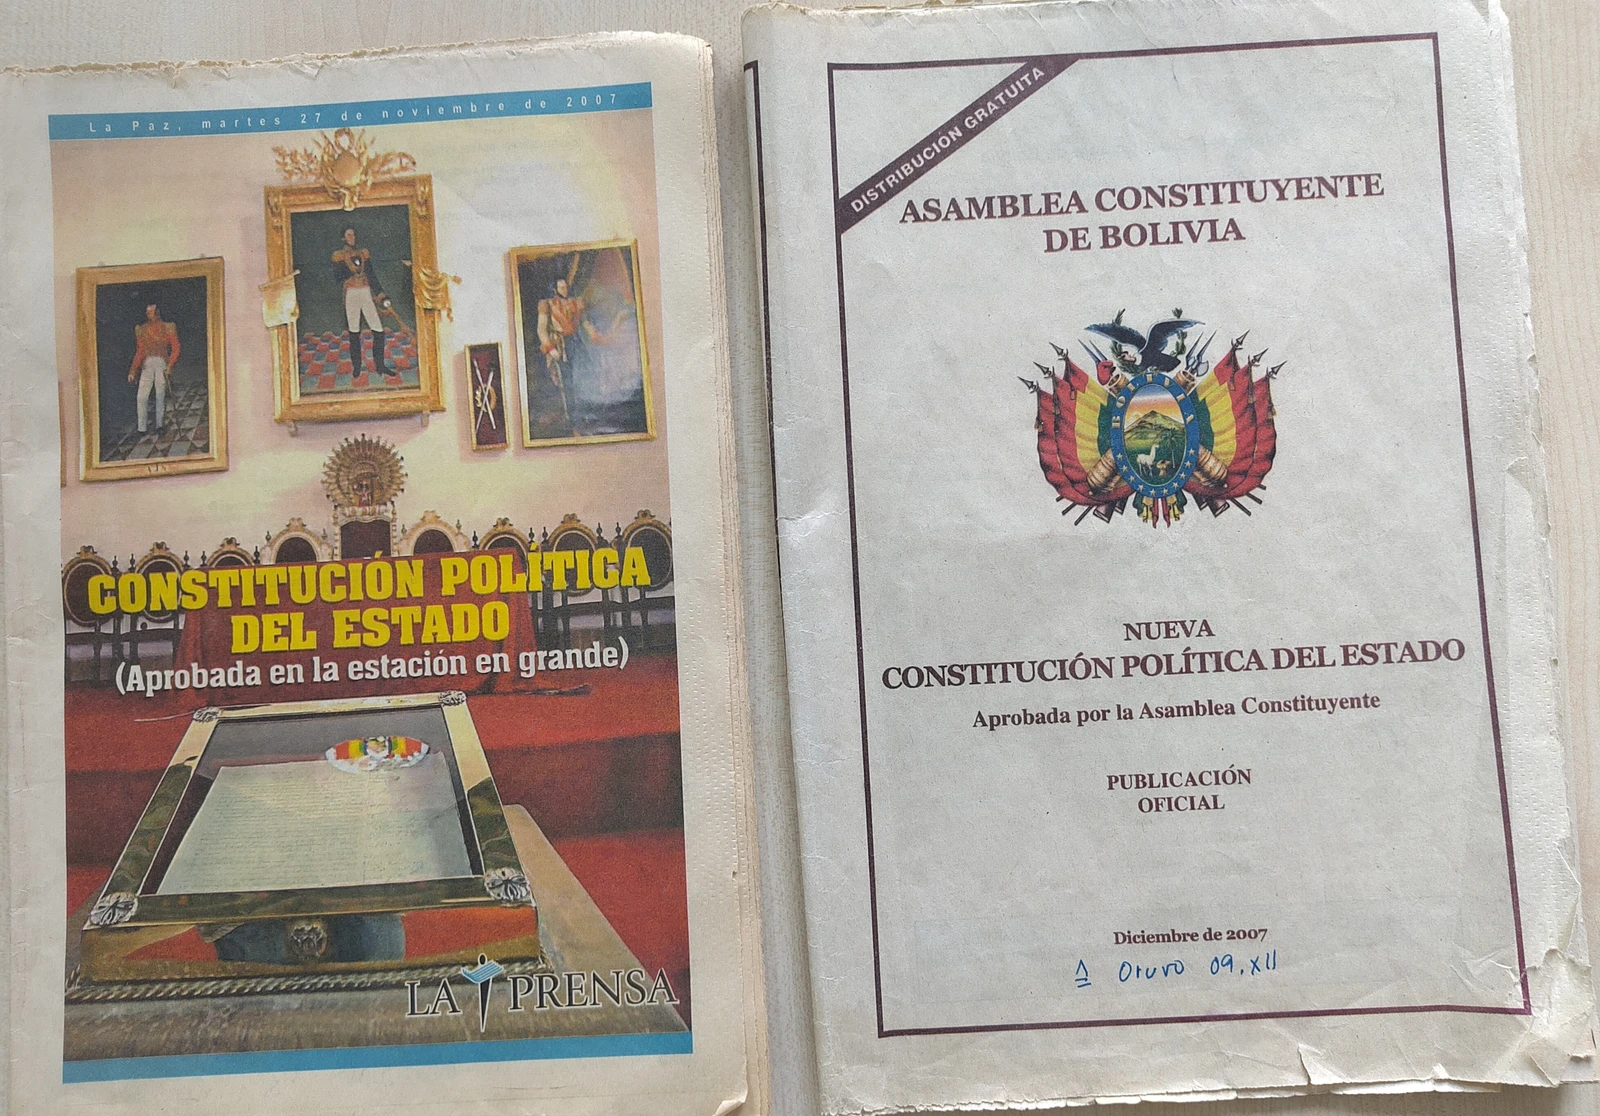 La Paz, martes 27 de noviembre de 2007
CONSTITUCIÓN POLÍTICA
DEL ESTADO
(Aprobada en la estación en grande)
LA PRENSA
DISTRIBUCIÓN GRATUITA
ASAMBLEA CONSTITUYENTE
DE BOLIVIA
BOLIVIA
NUEVA
CONSTITUCIÓN POLÍTICA DEL ESTADO
Aprobada por la Asamblea Constituyente
PUBLICACIÓN
OFICIAL
Diciembre de 2007
Oruro 09.XII